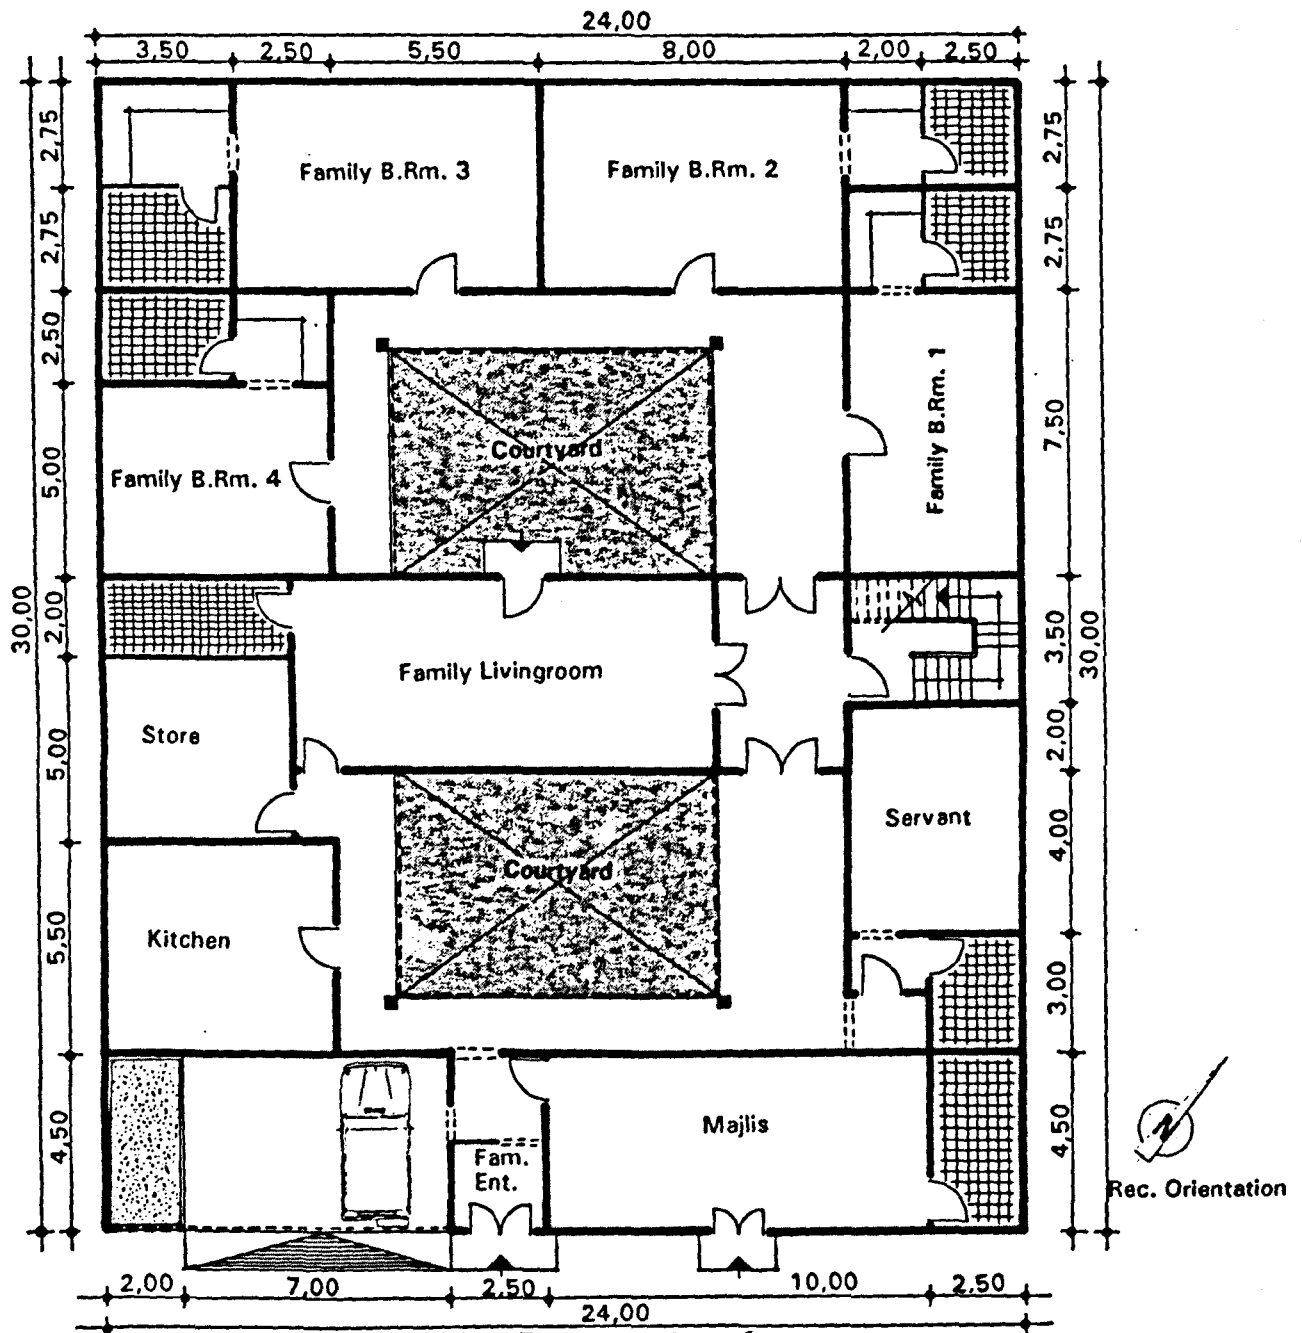 24,00
3,50 2,50 5,50 8,00 2,00 2,50
2,75
2,75
Family B.Rm. 3
Family B.Rm. 2
2,75
2,75
2,50
Family B.Rm. 1
Courtyard
7,50
Family B.Rm. 4
5,00
30,00
2,00
3,50
30,00
Family Livingroom
Store
5,00
2,00
Servant
4,00
Courtyard
Kitchen
5,50
3,00
4,50
Majlis
4,50
N
Fam.
Ent.
Rec. Orientation
2,00 7,00 2,50 10,00 2,50
24,00